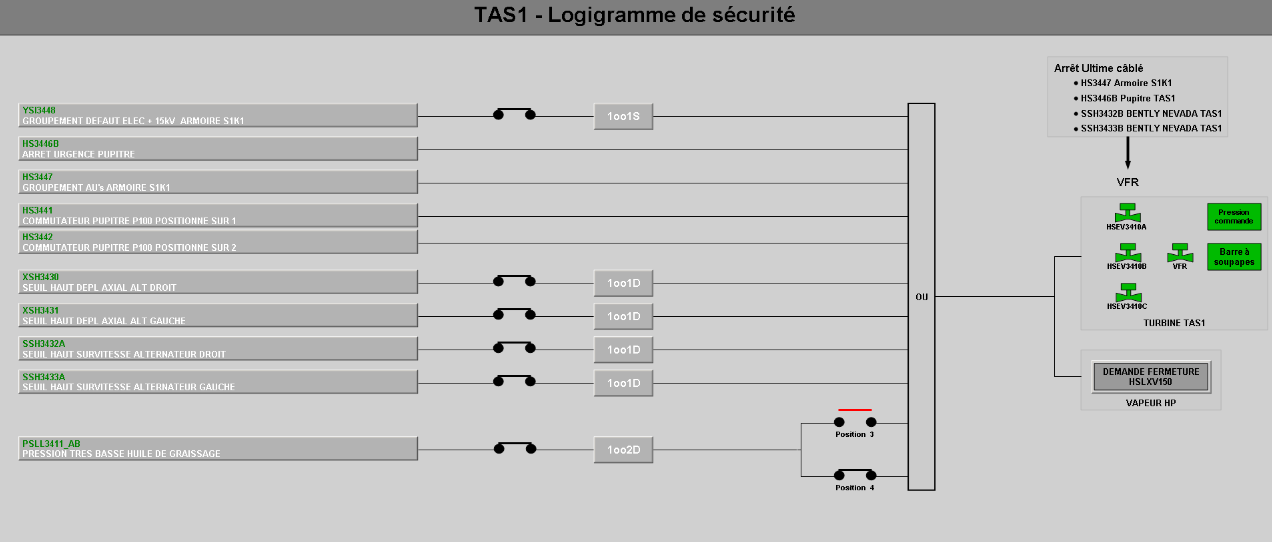 TAS1 - Logigramme de sécurité
Arrêt Ultime câblé
• HS3447 Armoire S1K1
• HS3446B Pupitre TAS1
• SSH3432B BENTLY NEVADA TAS1
• SSH3433B BENTLY NEVADA TAS1
VFR
YSI3448
GROUPEMENT DEFAUT ELEC + 15kV ARMOIRE S1K1
1oo1S
HS3446B
ARRET URGENCE PUPITRE
HS3447
GROUPEMENT AU's ARMOIRE S1K1
HS3441
COMMUTATEUR PUPITRE P100 POSITIONNE SUR 1
HS3442
COMMUTATEUR PUPITRE P100 POSITIONNE SUR 2
XSH3430
SEUIL HAUT DEPL AXIAL ALT DROIT
1oo1D
XSH3431
SEUIL HAUT DEPL AXIAL ALT GAUCHE
1oo1D
SSH3432A
SEUIL HAUT SURVITESSE ALTERNATEUR DROIT
1oo1D
SSH3433A
SEUIL HAUT SURVITESSE ALTERNATEUR GAUCHE
1oo1D
PSLL3411_AB
PRESSION TRES BASSE HUILE DE GRAISSAGE
1oo2D
Position 3
Position 4
OU
HSEV3410A
Pression
commande
HSEV3410B
VFR
Barre à
soupapes
HSEV3410C
TURBINE TAS1
DEMANDE FERMETURE
HSLXV150
VAPEUR HP